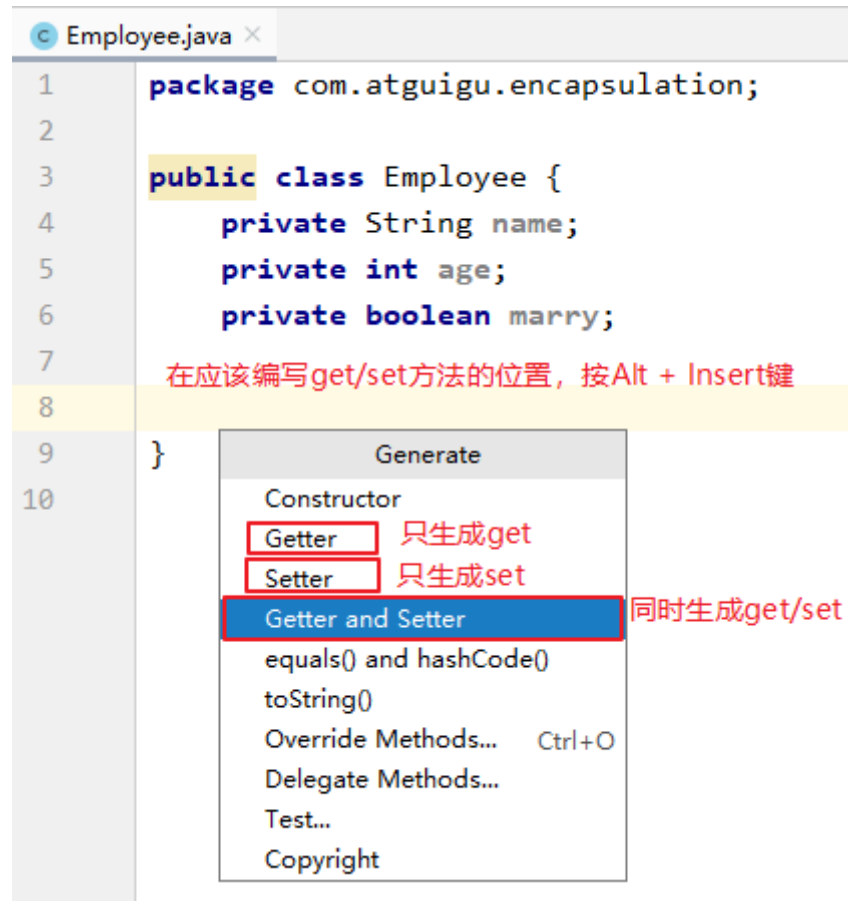 Employee.java
1 package com.atguigu.encapsulation;
2
3 public class Employee {
4 private String name;
5 private int age;
6 private boolean marry;
7 在应该编写get/set方法的位置，按Alt + Insert键
8
9 }
10
Generate
Constructor
Getter 只生成get
Setter 只生成set
Getter and Setter 同时生成get/set
equals() and hashCode()
toString()
Override Methods... Ctrl+O
Delegate Methods...
Test...
Copyright